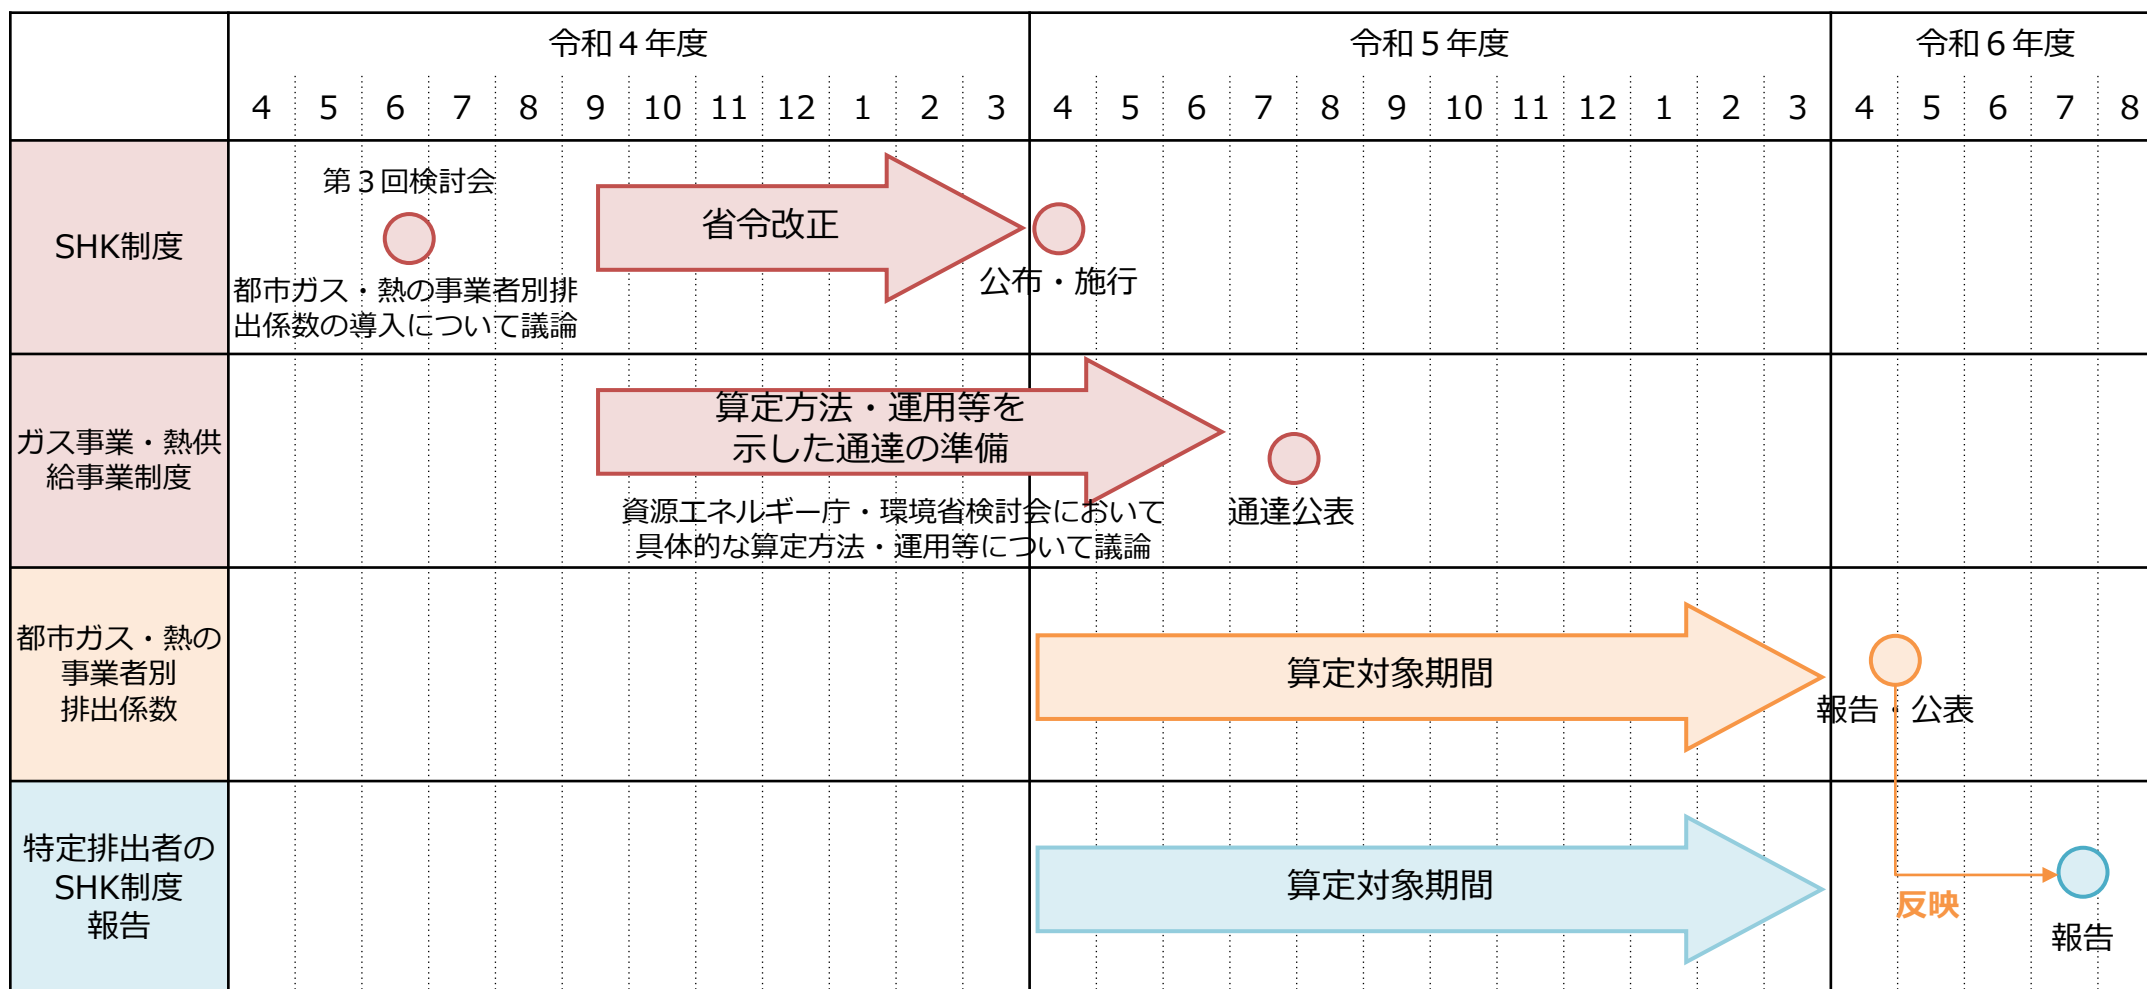 令和４年度
令和５年度
令和６年度
4 5 6 7 8 9 10 11 12 1 2 3 4 5 6 7 8 9 10 11 12 1 2 3 4 5 6 7 8
SHK制度
第３回検討会
都市ガス・熱の事業者別排
出係数の導入について議論
省令改正
公布・施行
ガス事業・熱供
給事業制度
算定方法・運用等を
示した通達の準備
資源エネルギー庁・環境省検討会において
具体的な算定方法・運用等について議論
通達公表
都市ガス・熱の
事業者別
排出係数
算定対象期間
報告・公表
特定排出者の
SHK制度
報告
算定対象期間
反映
報告